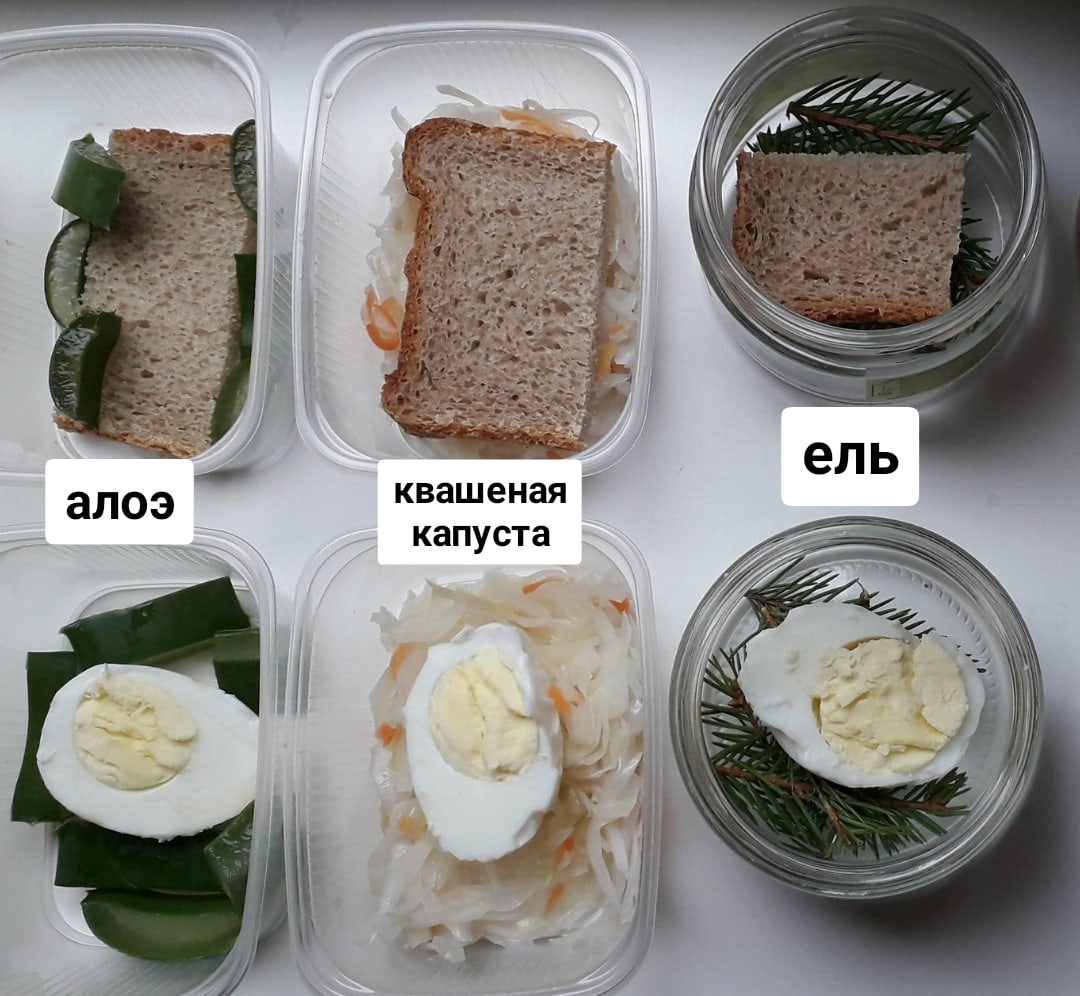 алоэ
квашеная
капуста
ель